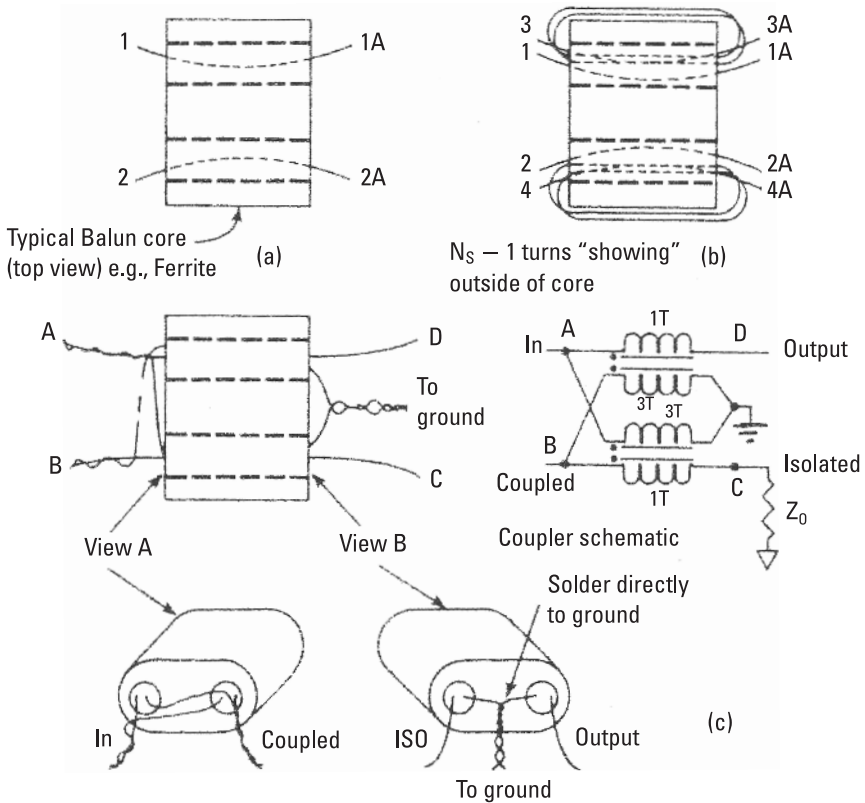 1
1A
2
2A
Typical Balun core
(top view) e.g., Ferrite
(a)
3
3A
1
1A
2
2A
4
4A
N_S – 1 turns "showing"
outside of core
(b)
A
D
To
ground
B
C
View A
View B
In
A
1T
D
Output
3T
3T
B
Coupled
1T
C
Isolated
Z_0
Coupler schematic
Solder directly
to ground
In
Coupled
ISO
Output
To ground
(c)